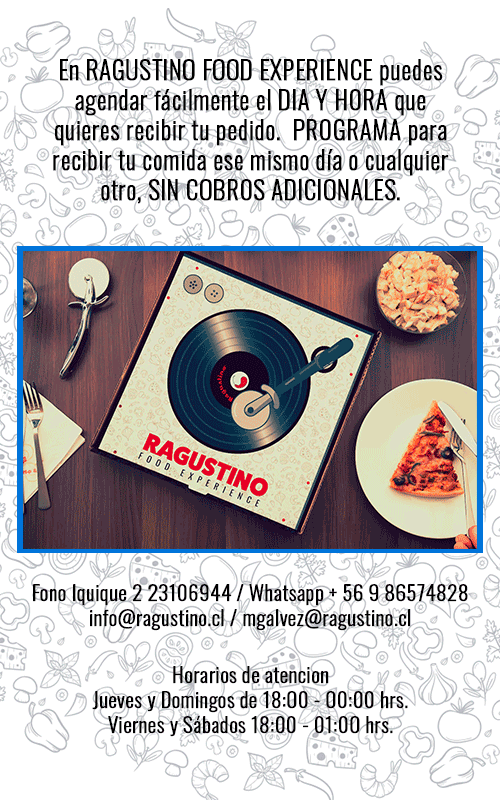 En RAGUSTINO FOOD EXPERIENCE puedes
agendar fácilmente el DIA Y HORA que
quieres recibir tu pedido. PROGRAMA para
recibir tu comida ese mismo día o cualquier
otro, SIN COBROS ADICIONALES.
RAGUSTINO
FOOD EXPERIENCE
Fono Iquique 2 23106944 / Whatsapp + 56 9 86574828
info@ragustino.cl / mgalvez@ragustino.cl
Horarios de atencion
Jueves y Domingos de 18:00 - 00:00 hrs.
Viernes y Sábados 18:00 - 01:00 hrs.